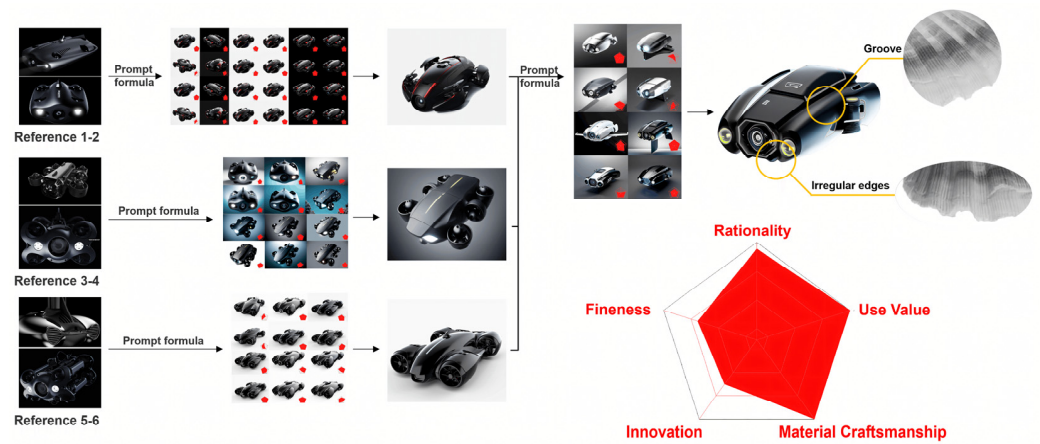 Prompt
formula
Reference 1-2
Prompt formula
Reference 3-4
Prompt formula
Reference 5-6
Prompt
formula
Groove
Irregular edges
Rationality
Fineness
Use Value
Innovation
Material Craftsmanship